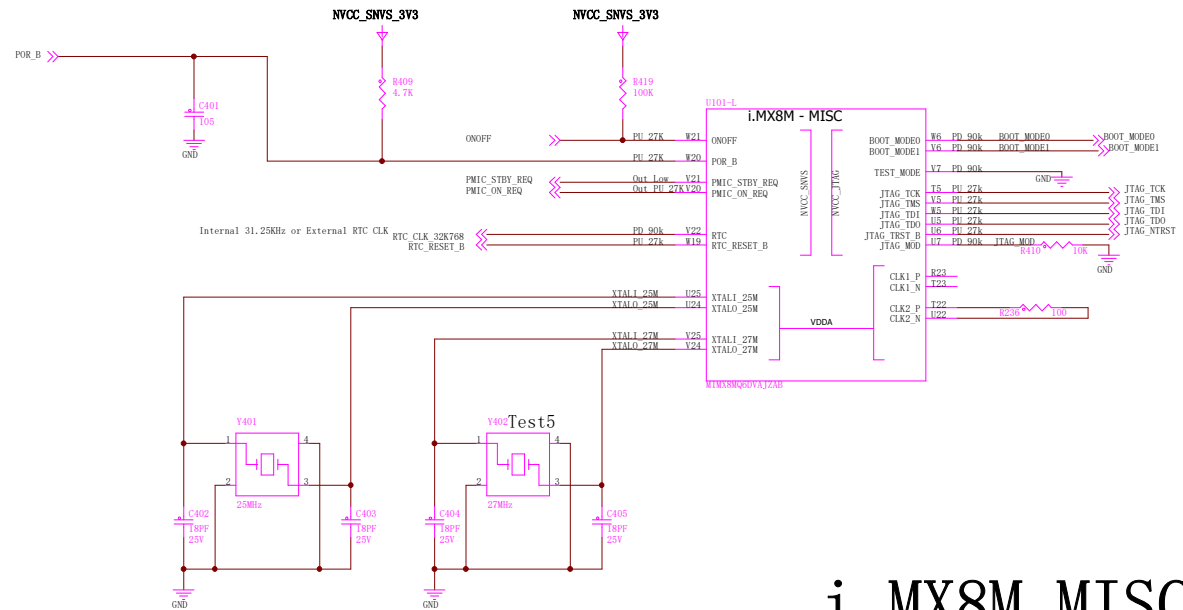 NVCC_SNVS_3V3
NVCC_SNVS_3V3
POR_B
R409
4.7K
R419
100K
C401
105
GND
U101-L
i.MX8M - MISC
ONOFF
PU 27K W21 ONOFF
PU 27K W20 POR_B
PMIC_STBY_REQ
Out Low V21 PMIC_STBY_REQ
PMIC_ON_REQ
Out PU 27K V20 PMIC_ON_REQ
Internal 31.25KHz or External RTC CLK
RTC_CLK_32K768
PD 90k V22 RTC
RTC_RESET_B
PU 27k W19 RTC_RESET_B
XTALI_25M U25 XTALI_25M
XTALO_25M U24 XTALO_25M
XTALI_27M V25 XTALI_27M
XTALO_27M V24 XTALO_27M
NVCC_SNVS
NVCC_JTAG
VDDA
BOOT_MODE0 W6 PD 90k BOOT_MODE0 BOOT_MODE0
BOOT_MODE1 V6 PD 90k BOOT_MODE1 BOOT_MODE1
TEST_MODE V7 PD 90k
GND
JTAG_TCK T5 PU 27k JTAG_TCK
JTAG_TMS V5 PU 27k JTAG_TMS
JTAG_TDI W5 PU 27k JTAG_TDI
JTAG_TDO U5 PU 27k JTAG_TDO
JTAG_TRST_B U6 PU 27k JTAG_NTRST
JTAG_MOD U7 PD 90k JTAG_MOD
R410 10K
GND
CLK1_P R23
CLK1_N T23
CLK2_P T22
CLK2_N U22
R236 100
MIMX8MQ6DVAJZAB
Y401
1 4
2 3
25MHz
C402
18PF
25V
C403
18PF
25V
GND
Y402 Test5
1 4
2 3
27MHz
C404
18PF
25V
C405
18PF
25V
GND
i.MX8M MISC